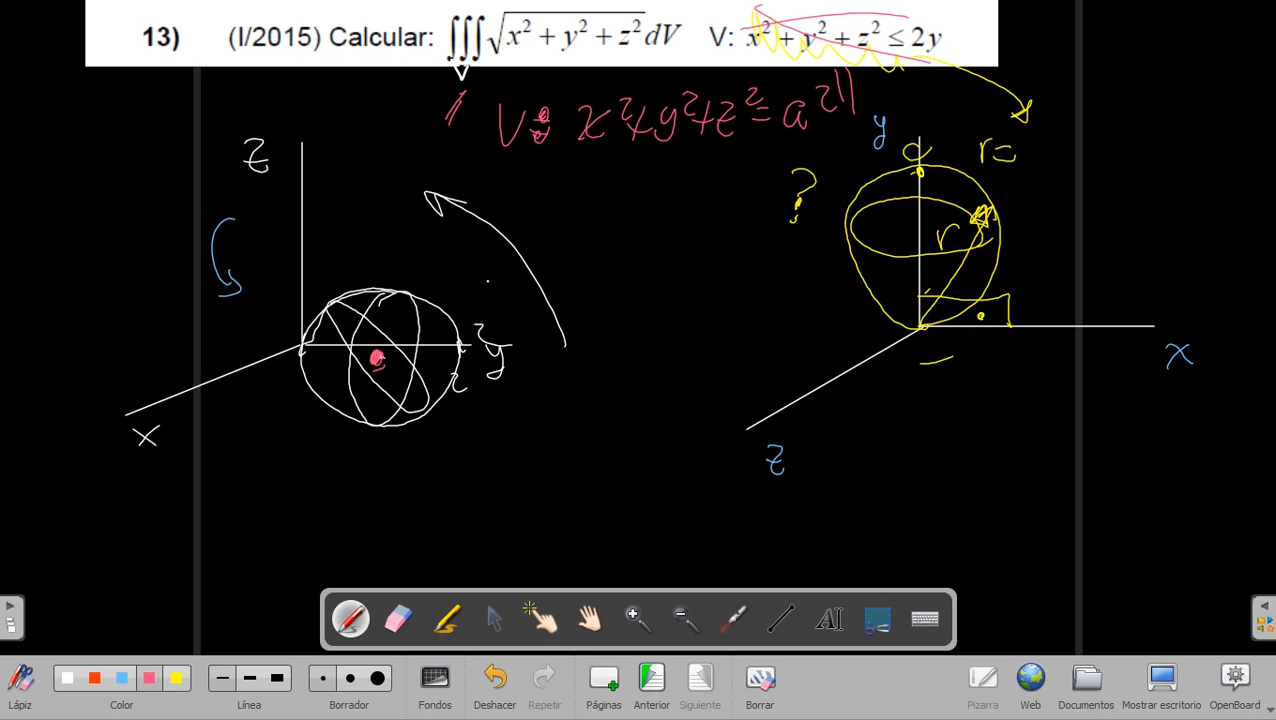 13) (I/2015) Calcular: ∭√(x² + y² + z²) dV V: x² + y² + z² ≤ 2y
V: x² + y² + z² = a²
z
y
r =
?
r
y
x
x
z
Lápiz
Color
Línea
Borrador
Fondos
Deshacer
Repetir
Páginas
Anterior
Siguiente
Borrar
Pizarra
Web
Documentos
Mostrar escritorio
OpenBoard